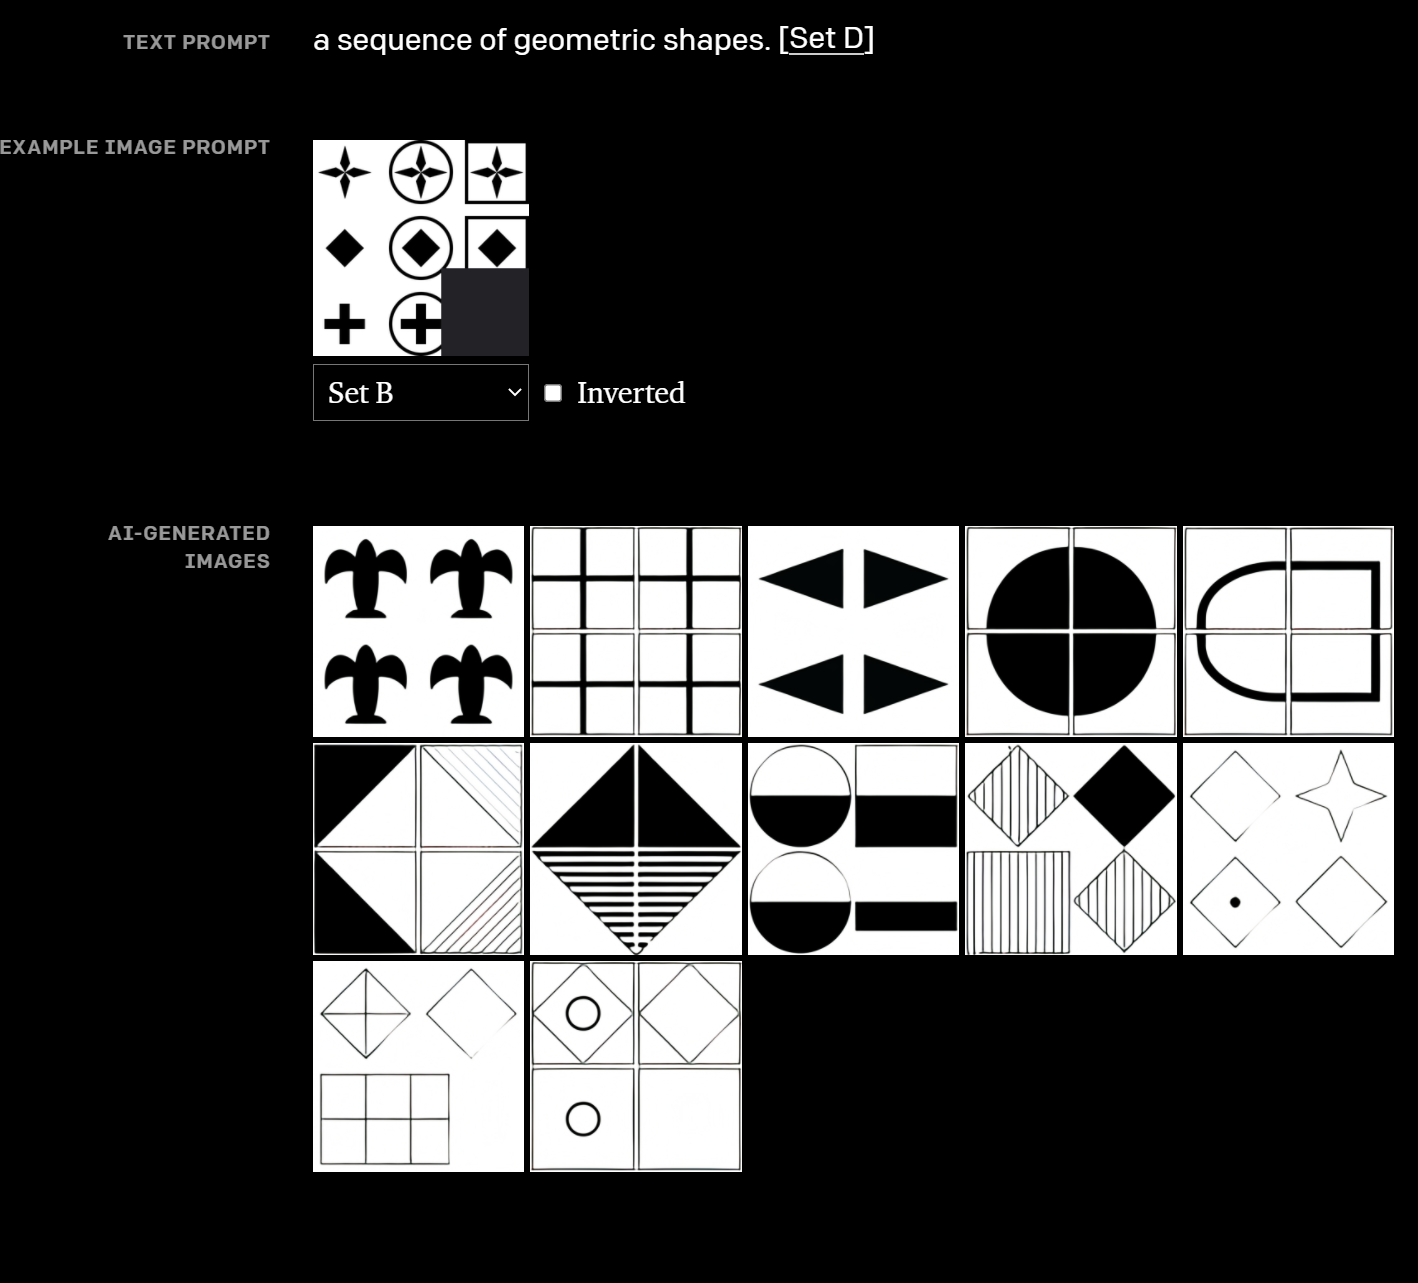 TEXT PROMPT
a sequence of geometric shapes. [Set D]
EXAMPLE IMAGE PROMPT
Set B
Inverted
AI-GENERATED
IMAGES